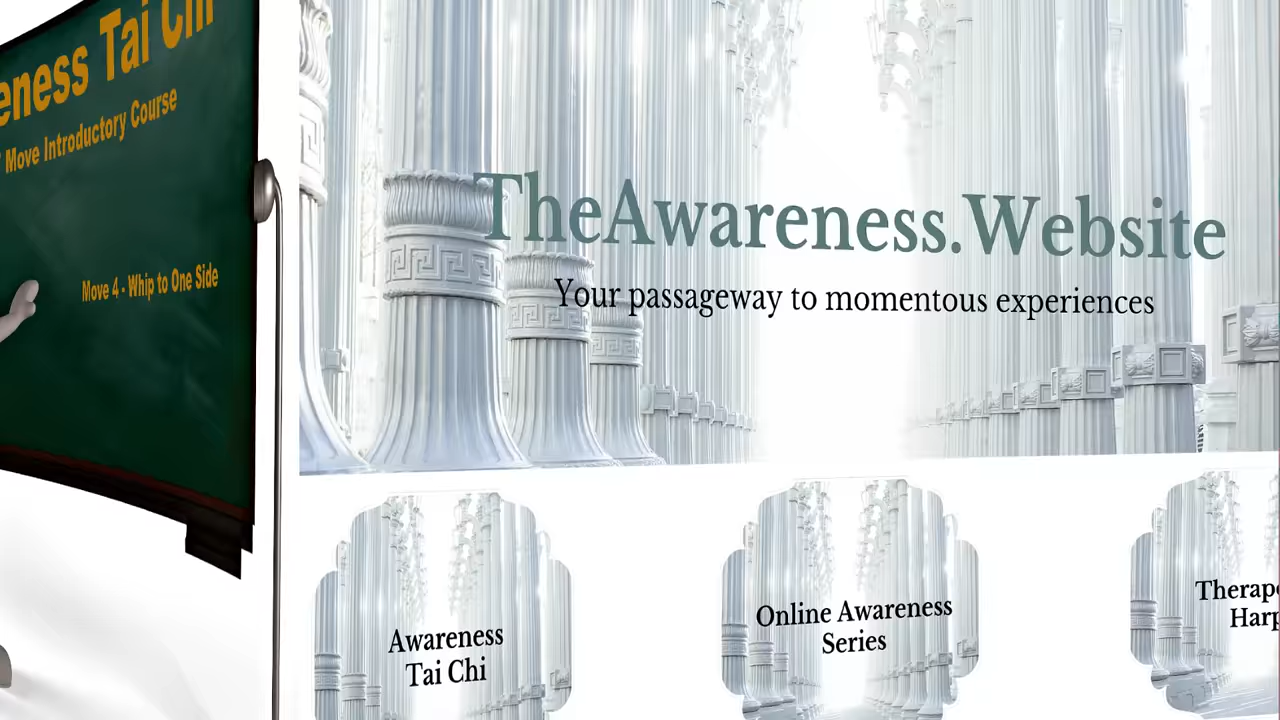 Tai Chi
Move Introductory Course
Move 4 - Whip to One Side
TheAwareness.Website
Your passageway to momentous experiences
Awareness
Tai Chi
Online Awareness
Series